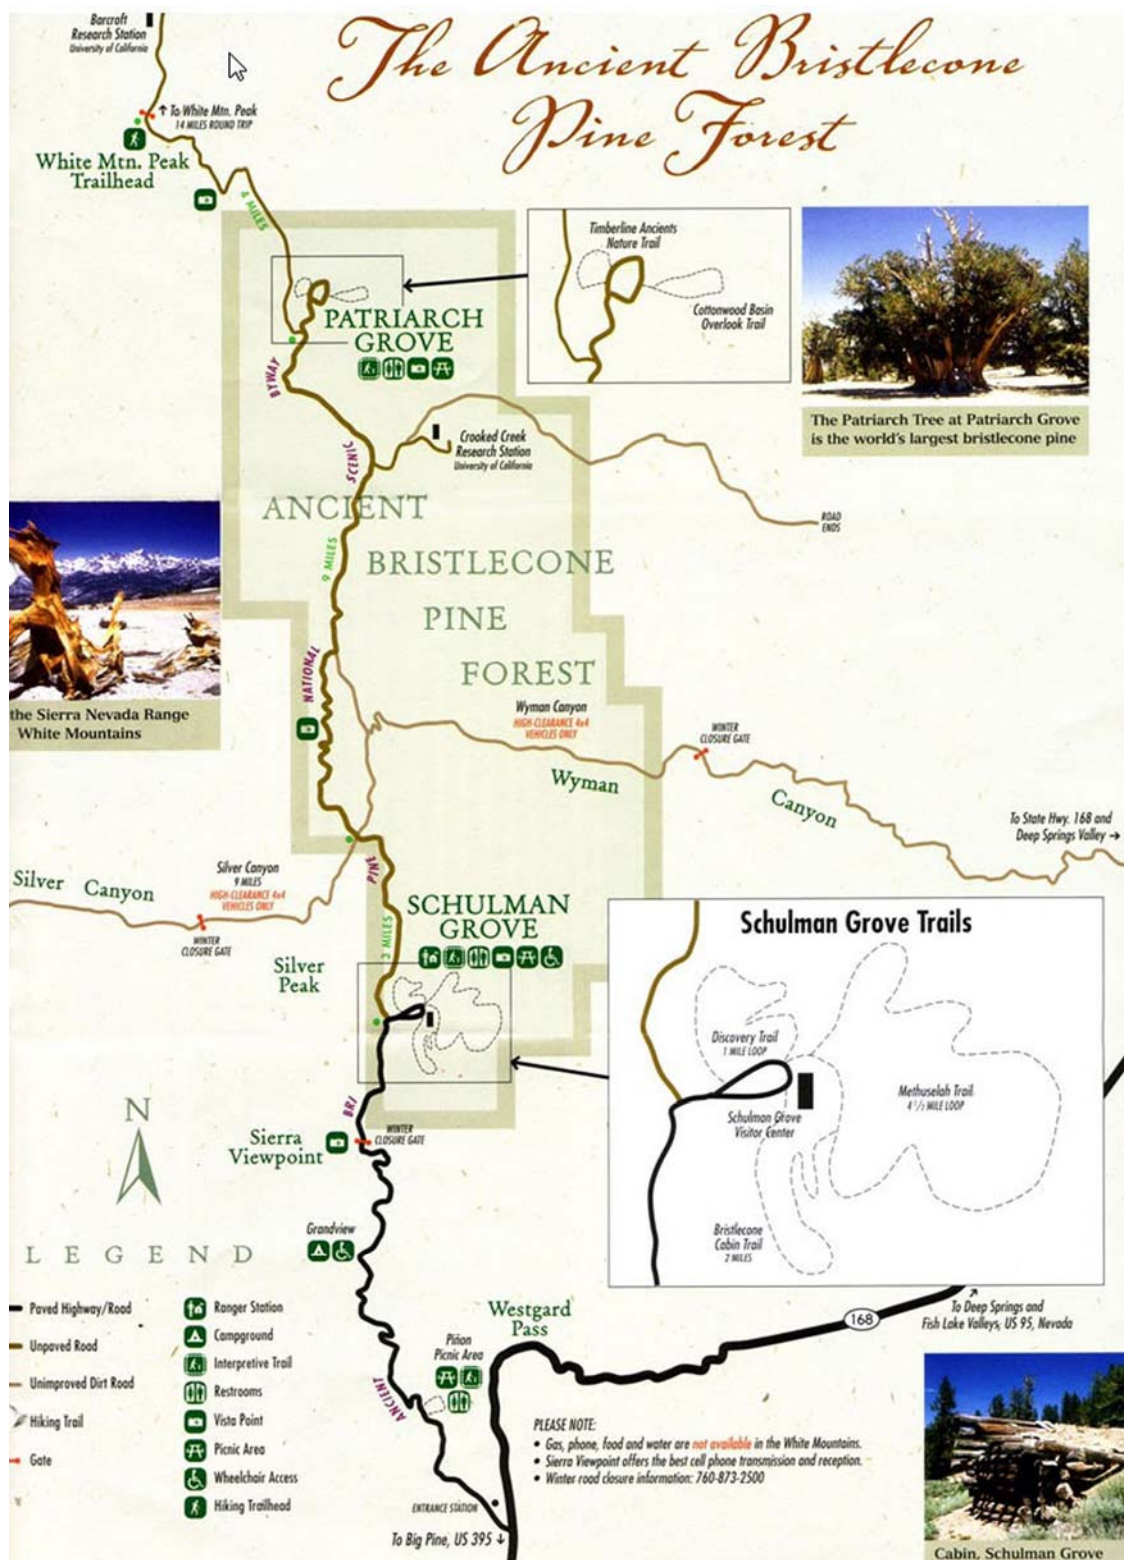 The Ancient Bristlecone
Pine Forest
Barcroft
Research Station
University of California
↑ To White Mtn. Peak
14 MILES ROUND TRIP
White Mtn. Peak
Trailhead
4 MILES
Timberline Ancients
Nature Trail
Cottonwood Basin
Overlook Trail
PATRIARCH
GROVE
The Patriarch Tree at Patriarch Grove
is the world's largest bristlecone pine
BYWAY
SCENIC
Crooked Creek
Research Station
University of California
ROAD
ENDS
ANCIENT
BRISTLECONE
PINE
FOREST
9 MILES
NATIONAL
the Sierra Nevada Range
White Mountains
Wyman Canyon
HIGH-CLEARANCE 4x4
VEHICLES ONLY
WINTER
CLOSURE GATE
Wyman
Canyon
To State Hwy. 168 and
Deep Springs Valley →
PINE
Silver Canyon
9 MILES
HIGH-CLEARANCE 4x4
VEHICLES ONLY
Silver Canyon
WINTER
CLOSURE GATE
SCHULMAN
GROVE
3 MILES
Silver
Peak
Schulman Grove Trails
Discovery Trail
1 MILE LOOP
Methuselah Trail
4 1/2 MILE LOOP
Schulman Grove
Visitor Center
Bristlecone
Cabin Trail
2 MILES
BRI
WINTER
CLOSURE GATE
Sierra
Viewpoint
N
Grandview
LEGEND
Paved Highway/Road
Unpaved Road
Unimproved Dirt Road
Hiking Trail
Gate
Ranger Station
Campground
Interpretive Trail
Restrooms
Vista Point
Picnic Area
Wheelchair Access
Hiking Trailhead
Westgard
Pass
168
To Deep Springs and
Fish Lake Valleys, US 95, Nevada
Piñon
Picnic Area
ANCIENT
PLEASE NOTE:
• Gas, phone, food and water are not available in the White Mountains.
• Sierra Viewpoint offers the best cell phone transmission and reception.
• Winter road closure information: 760-873-2500
ENTRANCE STATION
To Big Pine, US 395 ↓
Cabin, Schulman Grove